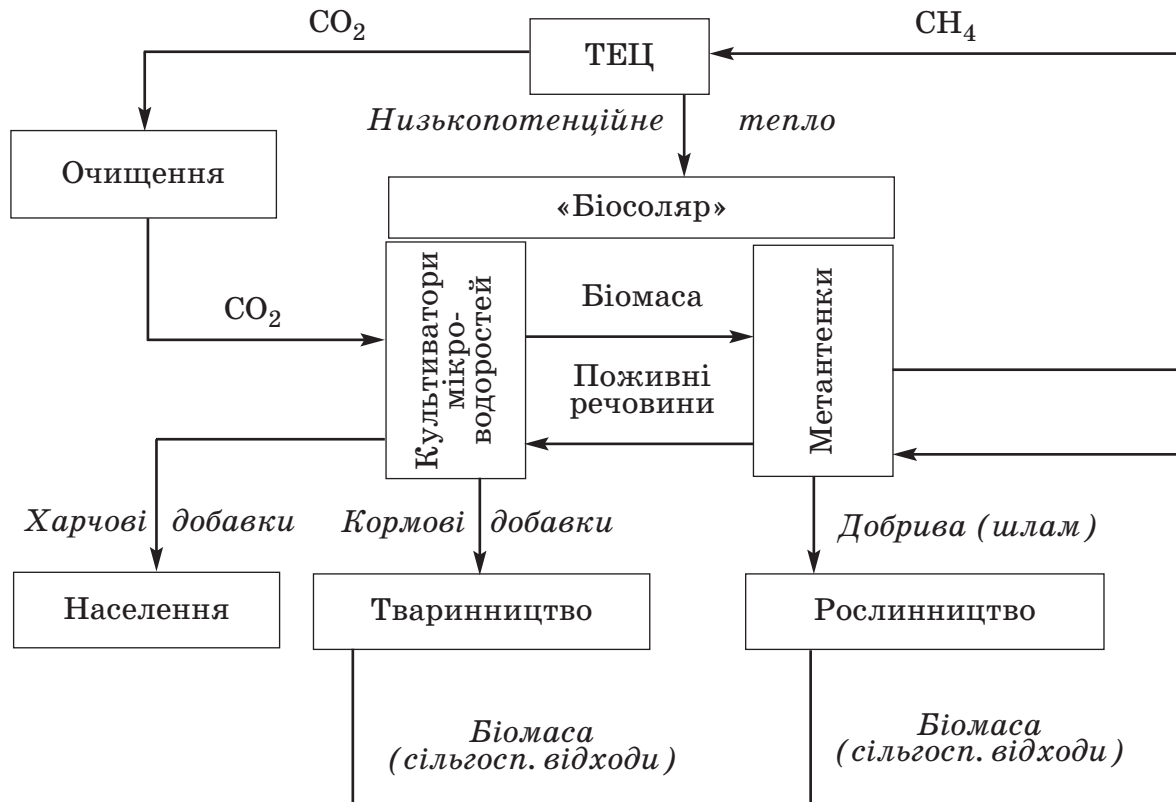 CO₂
ТЕЦ
CH₄
Низькопотенційне тепло
Очищення
«Біосоляр»
CO₂
Культиватори
мікро-
водоростей
Біомаса
Поживні
речовини
Метантенки
Харчові добавки
Кормові добавки
Добрива (шлам)
Населення
Тваринництво
Рослинництво
Біомаса
(сільгосп. відходи)
Біомаса
(сільгосп. відходи)